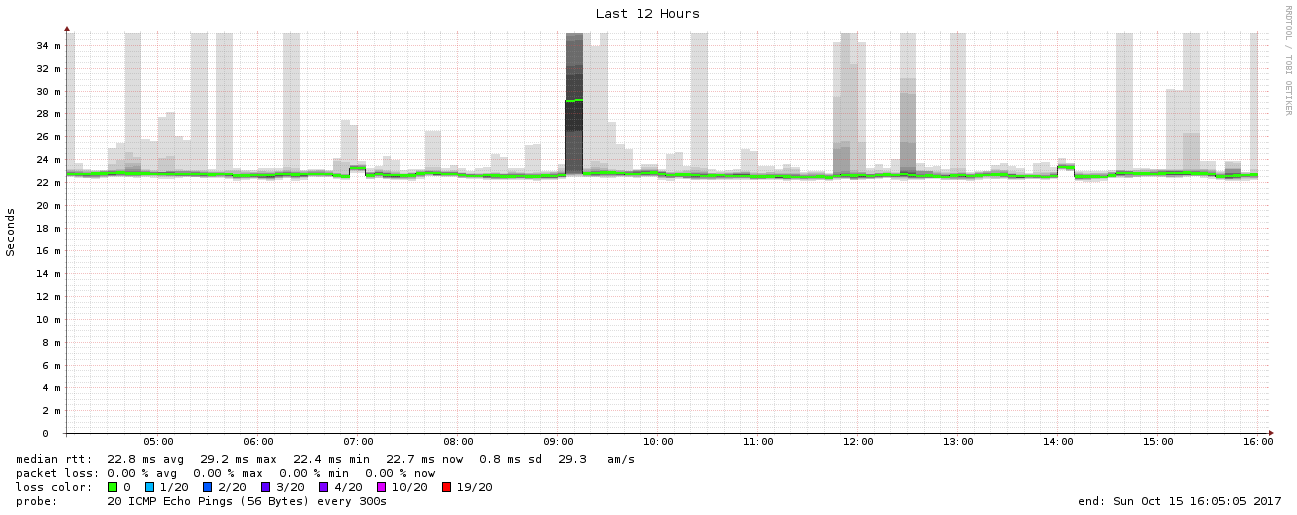 Last 12 Hours
RRDTOOL / TOBI OETIKER
Seconds
34 m
32 m
30 m
28 m
26 m
24 m
22 m
20 m
18 m
16 m
14 m
12 m
10 m
8 m
6 m
4 m
2 m
0
05:00 06:00 07:00 08:00 09:00 10:00 11:00 12:00 13:00 14:00 15:00 16:00
median rtt: 22.8 ms avg 29.2 ms max 22.4 ms min 22.7 ms now 0.8 ms sd 29.3 am/s
packet loss: 0.00 % avg 0.00 % max 0.00 % min 0.00 % now
loss color: 0 1/20 2/20 3/20 4/20 10/20 19/20
probe: 20 ICMP Echo Pings (56 Bytes) every 300s end: Sun Oct 15 16:05:05 2017